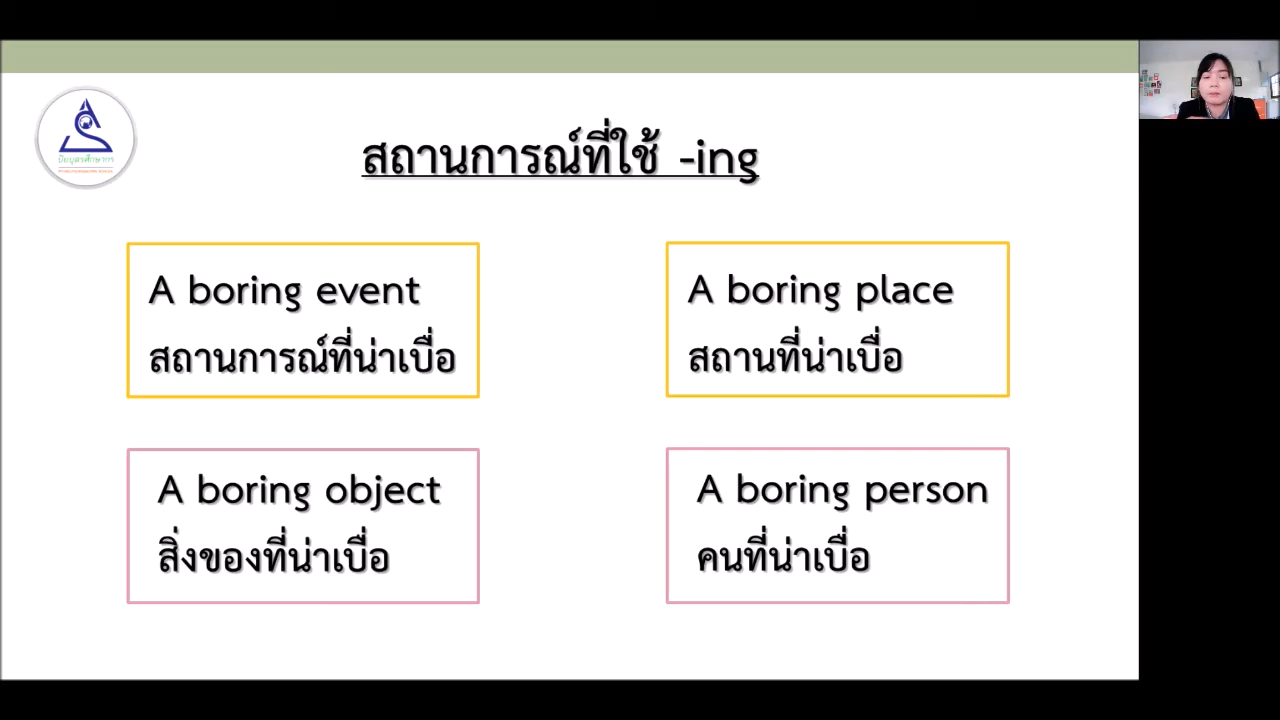 สถานการณ์ที่ใช้ -ing
A boring event
สถานการณ์ที่น่าเบื่อ
A boring place
สถานที่น่าเบื่อ
A boring object
สิ่งของที่น่าเบื่อ
A boring person
คนที่น่าเบื่อ